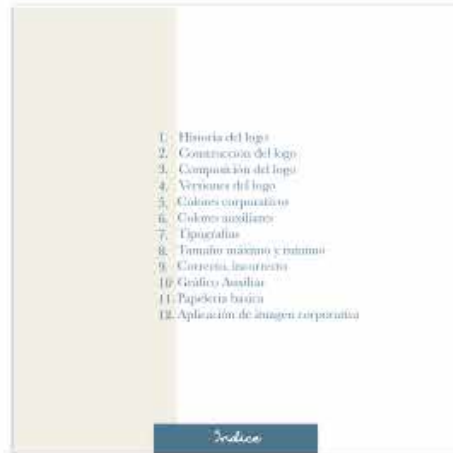 1. Historia del logo
2. Construcción del logo
3. Composición del logo
4. Versiones del logo
5. Colores corporativos
6. Colores auxiliares
7. Tipografías
8. Tamaño máximo y mínimo
9. Correcto, incorrecto
10 Gráfico Auxiliar
11. Papelería basica
12. Aplicación de imagen corporativa
Indice